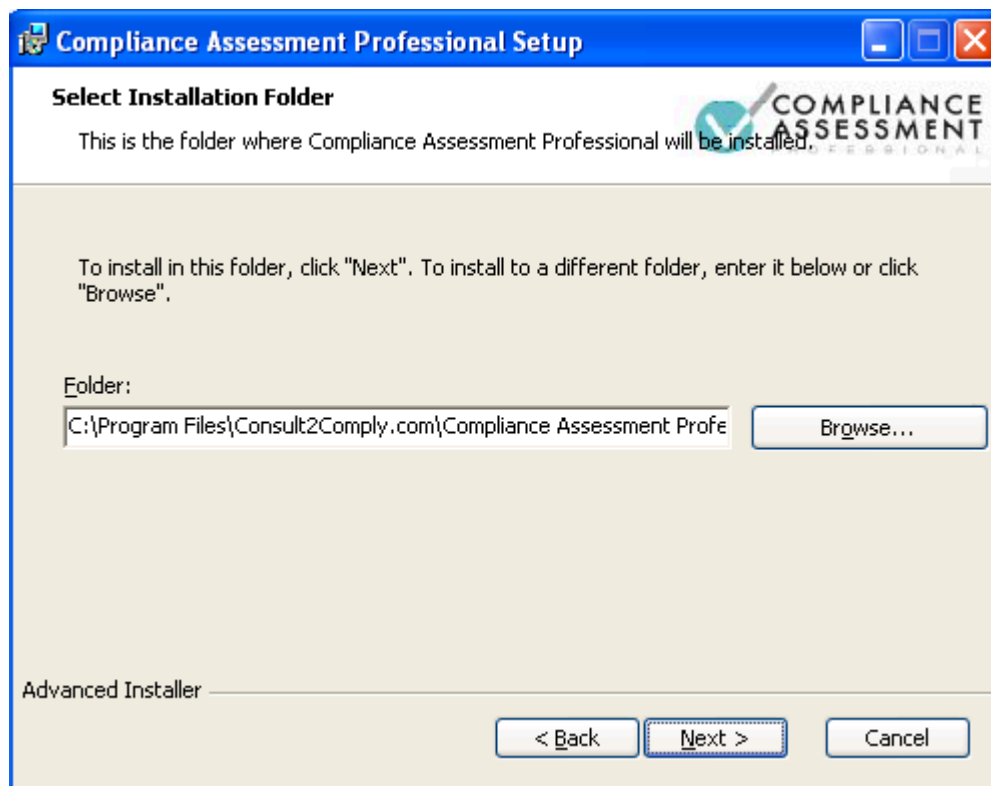 Compliance Assessment Professional Setup
Select Installation Folder
This is the folder where Compliance Assessment Professional will be installed.
COMPLIANCE
ASSESSMENT
PROFESSIONAL
To install in this folder, click "Next". To install to a different folder, enter it below or click
"Browse".
Folder:
C:\Program Files\Consult2Comply.com\Compliance Assessment Profe
Browse...
Advanced Installer
< Back
Next >
Cancel